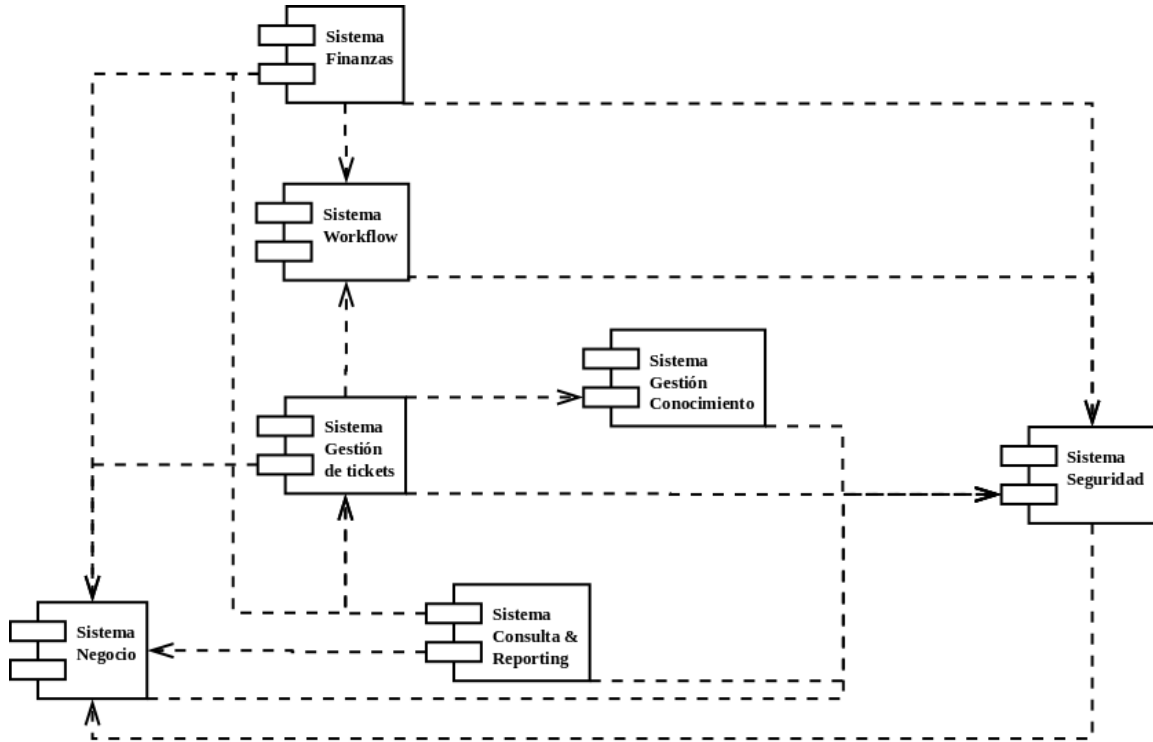 Sistema
Finanzas
Sistema
Workflow
Sistema
Gestión
Conocimiento
Sistema
Gestión
de tickets
Sistema
Seguridad
Sistema
Consulta &
Reporting
Sistema
Negocio